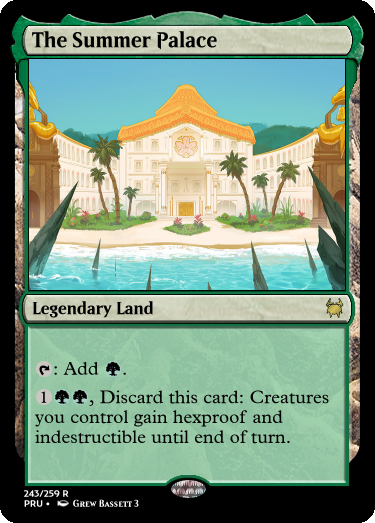 The Summer Palace
Legendary Land
: Add .
1, Discard this card: Creatures
you control gain hexproof and
indestructible until end of turn.
243/259 R
PRU • Grew Bassett 3